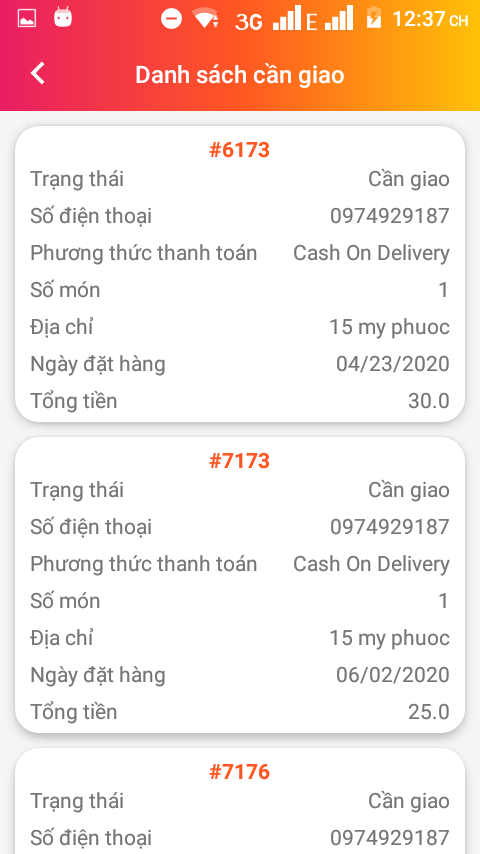 3G E 12:37 CH
Danh sách cần giao
#6173
Trạng thái Cần giao
Số điện thoại 0974929187
Phương thức thanh toán Cash On Delivery
Số món 1
Địa chỉ 15 my phuoc
Ngày đặt hàng 04/23/2020
Tổng tiền 30.0
#7173
Trạng thái Cần giao
Số điện thoại 0974929187
Phương thức thanh toán Cash On Delivery
Số món 1
Địa chỉ 15 my phuoc
Ngày đặt hàng 06/02/2020
Tổng tiền 25.0
#7176
Trạng thái Cần giao
Số điện thoại 0974929187